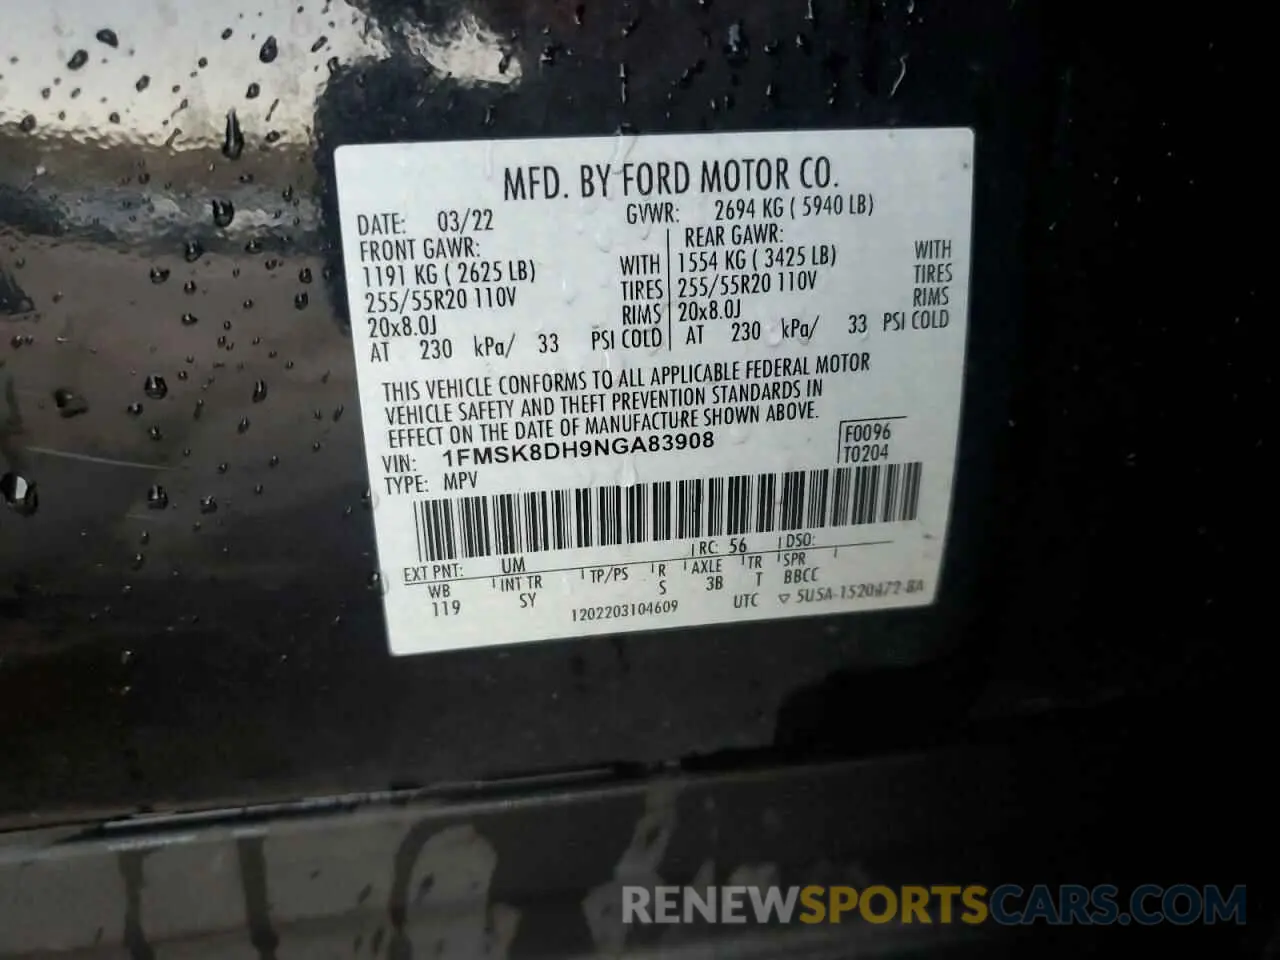 MFD. BY FORD MOTOR CO.
DATE: 03/22 GVWR: 2694 KG ( 5940 LB)
FRONT GAWR: REAR GAWR:
1191 KG ( 2625 LB) WITH 1554 KG ( 3425 LB) WITH
255/55R20 110V TIRES 255/55R20 110V TIRES
20x8.0J RIMS 20x8.0J RIMS
AT 230 kPa/ 33 PSI COLD AT 230 kPa/ 33 PSI COLD
THIS VEHICLE CONFORMS TO ALL APPLICABLE FEDERAL MOTOR
VEHICLE SAFETY AND THEFT PREVENTION STANDARDS IN
EFFECT ON THE DATE OF MANUFACTURE SHOWN ABOVE.
VIN: 1FMSK8DH9NGA83908 F0096
TYPE: MPV T0204
EXT PNT: UM RC: 56 DSO:
WB INT TR TP/PS R AXLE TR SPR
119 SY S 3B T BBCC
1202203104609 UTC ▽ 5U5A-1520472-BA
RENEWSPORTSCARS.COM